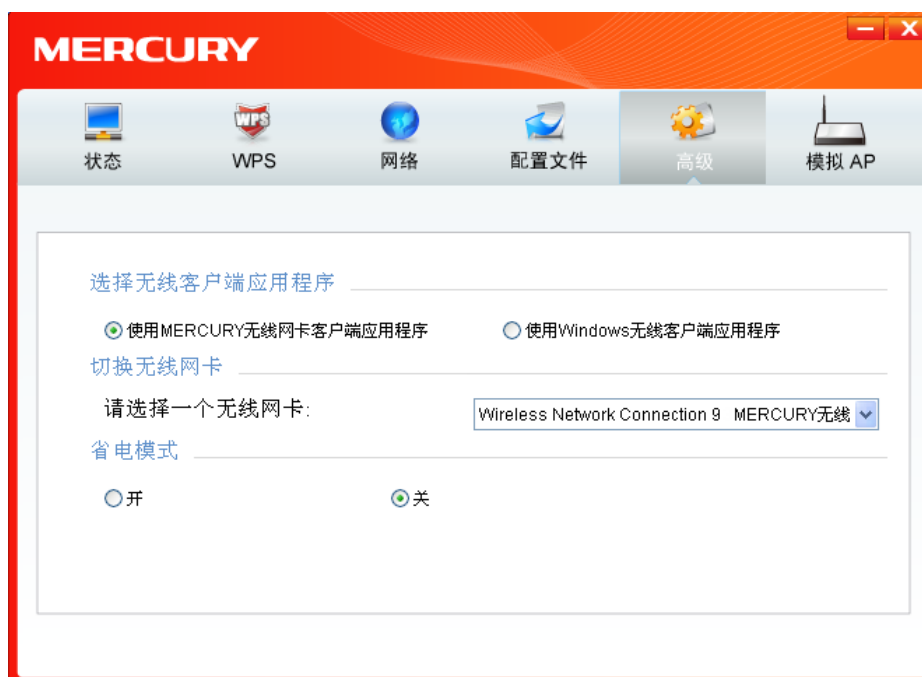 MERCURY
状态 WPS 网络 配置文件 高级 模拟 AP
选择无线客户端应用程序
使用MERCURY无线网卡客户端应用程序 使用Windows无线客户端应用程序
切换无线网卡
请选择一个无线网卡: Wireless Network Connection 9 MERCURY无线
省电模式
开 关